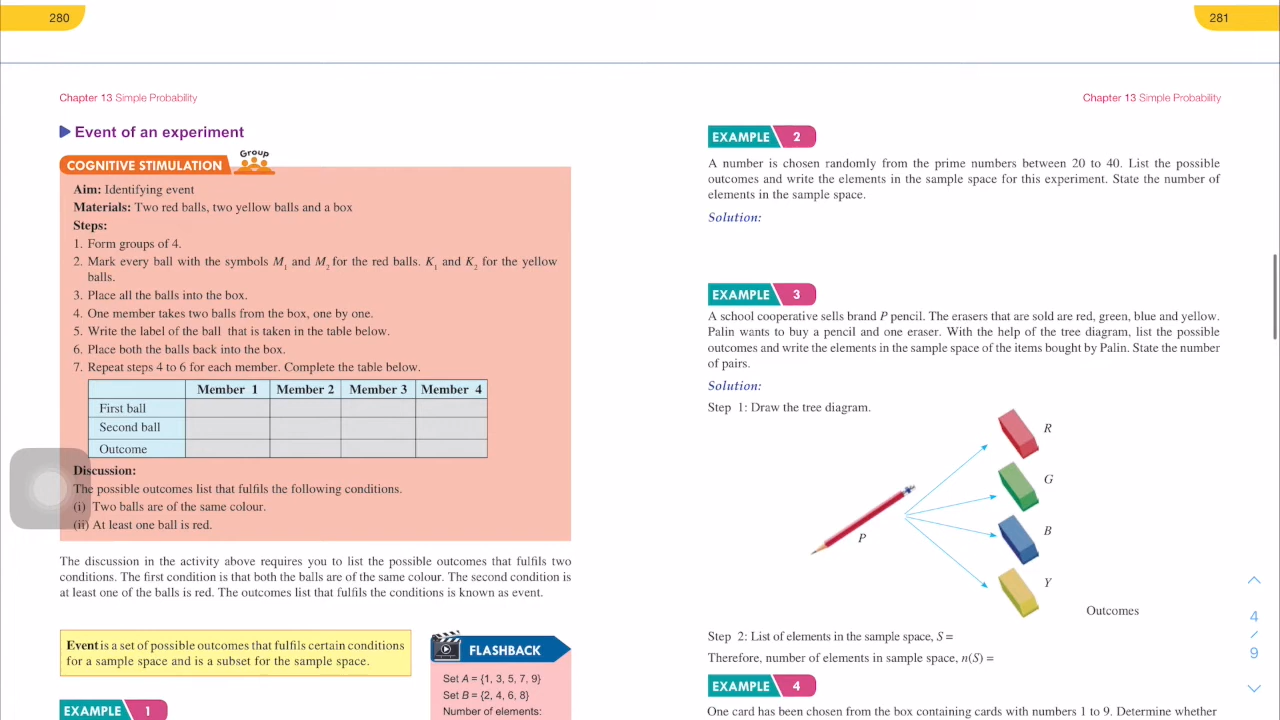 280
281
Chapter 13 Simple Probability
Event of an experiment
COGNITIVE STIMULATION
Group
Aim: Identifying event
Materials: Two red balls, two yellow balls and a box
Steps:
1. Form groups of 4.
2. Mark every ball with the symbols M1 and M2 for the red balls. K1 and K2 for the yellow
balls.
3. Place all the balls into the box.
4. One member takes two balls from the box, one by one.
5. Write the label of the ball that is taken in the table below.
6. Place both the balls back into the box.
7. Repeat steps 4 to 6 for each member. Complete the table below.
Member 1 Member 2 Member 3 Member 4
First ball
Second ball
Outcome
Discussion:
The possible outcomes list that fulfils the following conditions.
(i) Two balls are of the same colour.
(ii) At least one ball is red.
The discussion in the activity above requires you to list the possible outcomes that fulfils two
conditions. The first condition is that both the balls are of the same colour. The second condition is
at least one of the balls is red. The outcomes list that fulfils the conditions is known as event.
Event is a set of possible outcomes that fulfils certain conditions
for a sample space and is a subset for the sample space.
FLASHBACK
Set A = {1, 3, 5, 7, 9}
Set B = {2, 4, 6, 8}
Number of elements:
EXAMPLE 1
Chapter 13 Simple Probability
EXAMPLE 2
A number is chosen randomly from the prime numbers between 20 to 40. List the possible
outcomes and write the elements in the sample space for this experiment. State the number of
elements in the sample space.
Solution:
EXAMPLE 3
A school cooperative sells brand P pencil. The erasers that are sold are red, green, blue and yellow.
Palin wants to buy a pencil and one eraser. With the help of the tree diagram, list the possible
outcomes and write the elements in the sample space of the items bought by Palin. State the number
of pairs.
Solution:
Step 1: Draw the tree diagram.
R
G
B
P
Y
Outcomes
Step 2: List of elements in the sample space, S =
Therefore, number of elements in sample space, n(S) =
EXAMPLE 4
One card has been chosen from the box containing cards with numbers 1 to 9. Determine whether
4
/
9